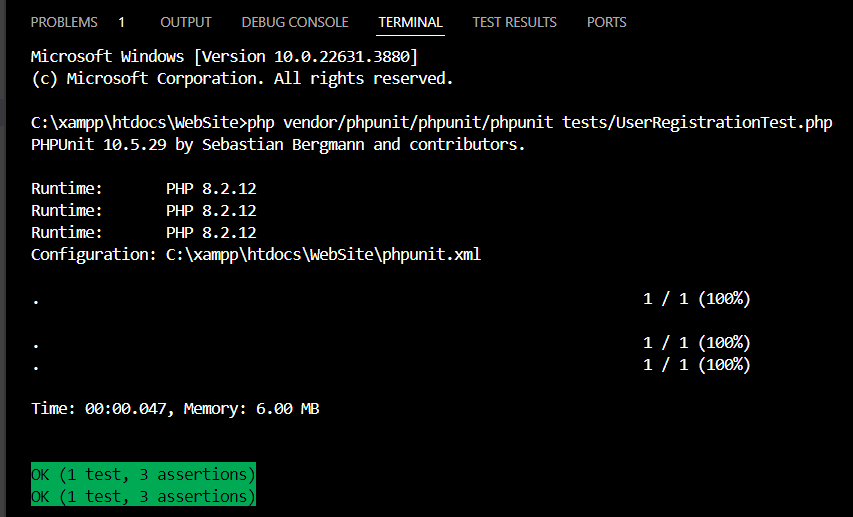 PROBLEMS 1 OUTPUT DEBUG CONSOLE TERMINAL TEST RESULTS PORTS
Microsoft Windows [Version 10.0.22631.3880]
(c) Microsoft Corporation. All rights reserved.
C:\xampp\htdocs\WebSite>php vendor/phpunit/phpunit/phpunit tests/UserRegistrationTest.php
PHPUnit 10.5.29 by Sebastian Bergmann and contributors.
Runtime: PHP 8.2.12
Runtime: PHP 8.2.12
Runtime: PHP 8.2.12
Configuration: C:\xampp\htdocs\WebSite\phpunit.xml
. 1 / 1 (100%)
. 1 / 1 (100%)
. 1 / 1 (100%)
Time: 00:00.047, Memory: 6.00 MB
OK (1 test, 3 assertions)
OK (1 test, 3 assertions)